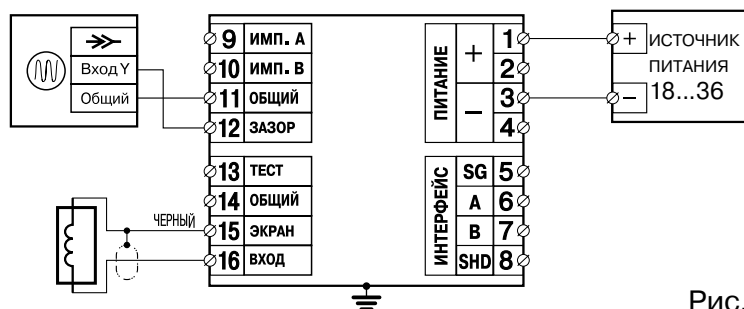 Вход Y
Общий
9 ИМП. А
10 ИМП. В
11 ОБЩИЙ
12 ЗАЗОР
13 ТЕСТ
14 ОБЩИЙ
15 ЭКРАН
16 ВХОД
ЧЕРНЫЙ
ПИТАНИЕ
+ 1
2
− 3
4
ИНТЕРФЕЙС
SG 5
A 6
B 7
SHD 8
+ ИСТОЧНИК
ПИТАНИЯ
− 18...36
Рис.